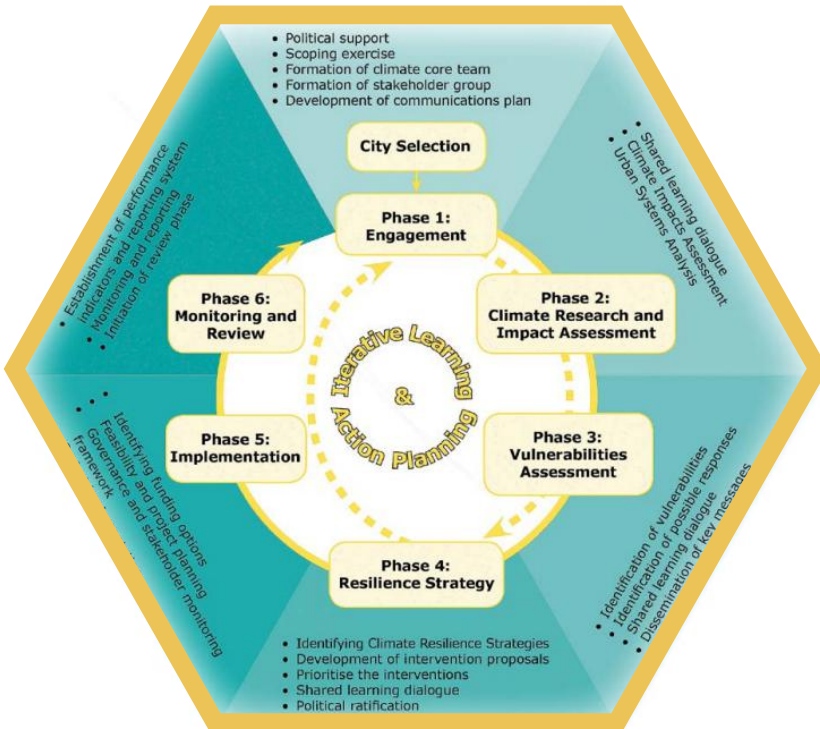 • Political support
• Scoping exercise
• Formation of climate core team
• Formation of stakeholder group
• Development of communications plan
City Selection
Phase 1:
Engagement
• Shared learning dialogue
• Climate Impacts Assessment
• Urban Systems Analysis
Phase 2:
Climate Research and
Impact Assessment
Phase 3:
Vulnerabilities
Assessment
• Identification of vulnerabilities
• Identification of possible responses
• Shared learning dialogue
• Dissemination of key messages
Phase 4:
Resilience Strategy
• Identifying Climate Resilience Strategies
• Development of intervention proposals
• Prioritise the interventions
• Shared learning dialogue
• Political ratification
Phase 5:
Implementation
• Identifying funding options
• Feasibility and project planning
• Governance and stakeholder monitoring
framework
Phase 6:
Monitoring and
Review
• Establishment of performance
indicators and reporting system
• Monitoring and reporting
• Initiation of review phase
Iterative Learning
&
Action Planning